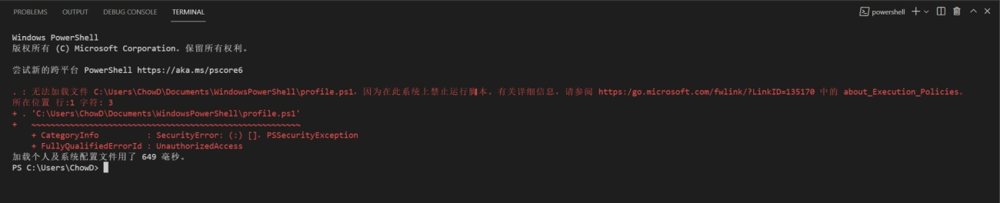 PROBLEMS OUTPUT DEBUG CONSOLE TERMINAL powershell
Windows PowerShell
版权所有 (C) Microsoft Corporation。保留所有权利。
尝试新的跨平台 PowerShell https://aka.ms/pscore6
. : 无法加载文件 C:\Users\ChowD\Documents\WindowsPowerShell\profile.ps1，因为在此系统上禁止运行脚本。有关详细信息，请参阅 https:/go.microsoft.com/fwlink/?LinkID=135170 中的 about_Execution_Policies。
所在位置 行:1 字符: 3
+ . 'C:\Users\ChowD\Documents\WindowsPowerShell\profile.ps1'
+   ~~~~~~~~~~~~~~~~~~~~~~~~~~~~~~~~~~~~~~~~~~~~~~~~~~~~~~~~
    + CategoryInfo          : SecurityError: (:) []，PSSecurityException
    + FullyQualifiedErrorId : UnauthorizedAccess
加载个人及系统配置文件用了 649 毫秒。
PS C:\Users\ChowD>